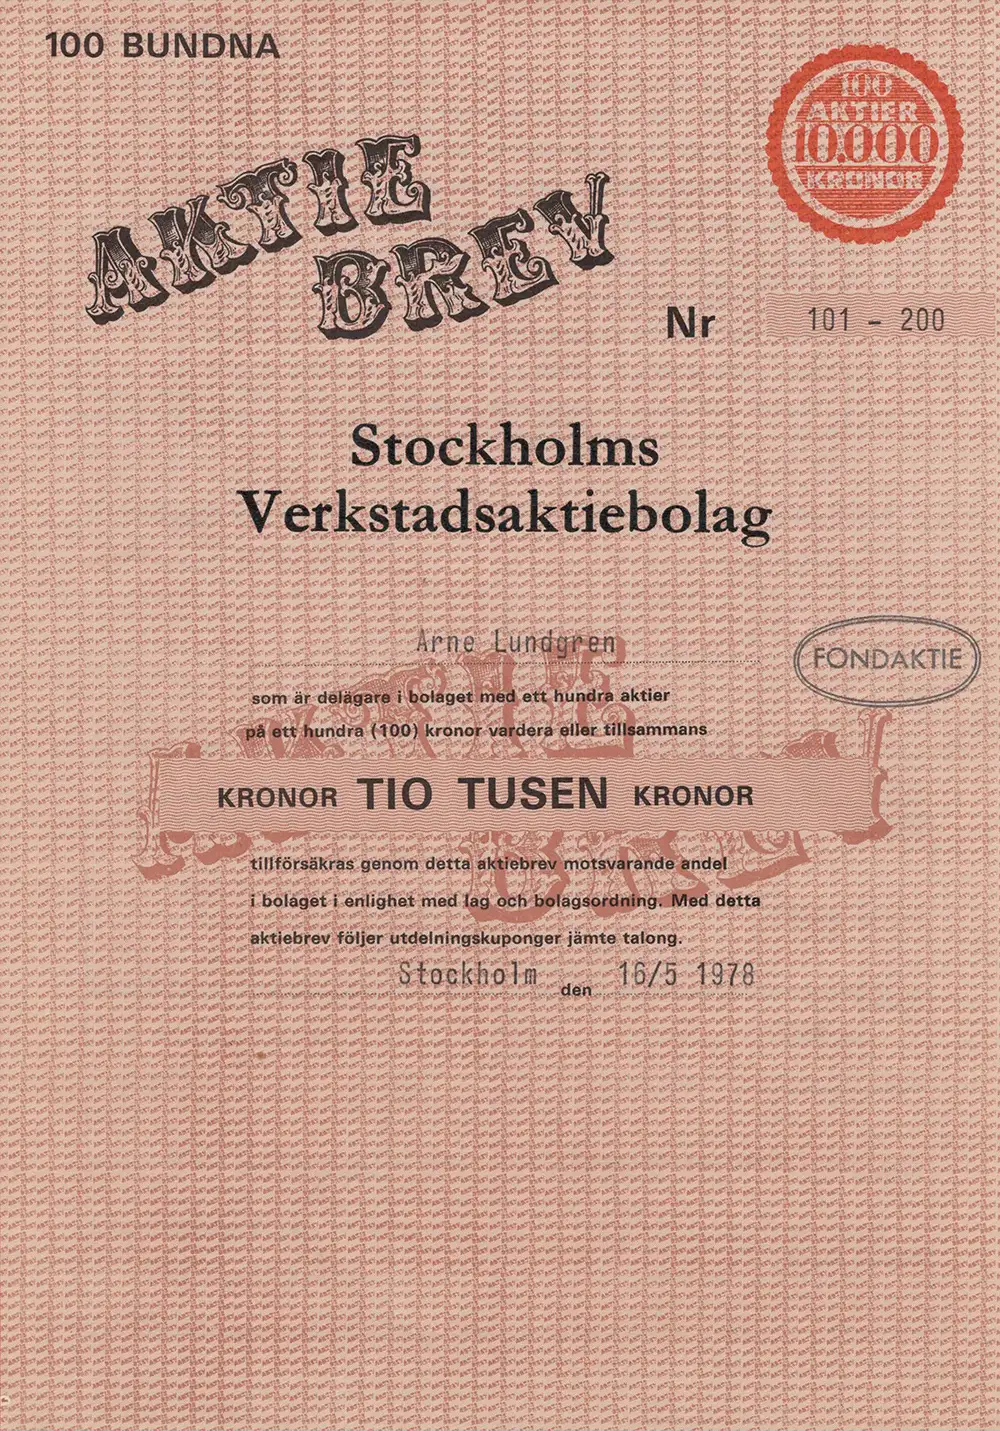 100 BUNDNA
100
AKTIER
10.000
KRONOR
AKTIE
BREV
Nr 101 - 200
Stockholms
Verkstadsaktiebolag
Arne Lundgren
FONDAKTIE
som är delägare i bolaget med ett hundra aktier
på ett hundra (100) kronor vardera eller tillsammans
KRONOR TIO TUSEN KRONOR
tillförsäkras genom detta aktiebrev motsvarande andel
i bolaget i enlighet med lag och bolagsordning. Med detta
aktiebrev följer utdelningskuponger jämte talong.
Stockholm den 16/5 1978